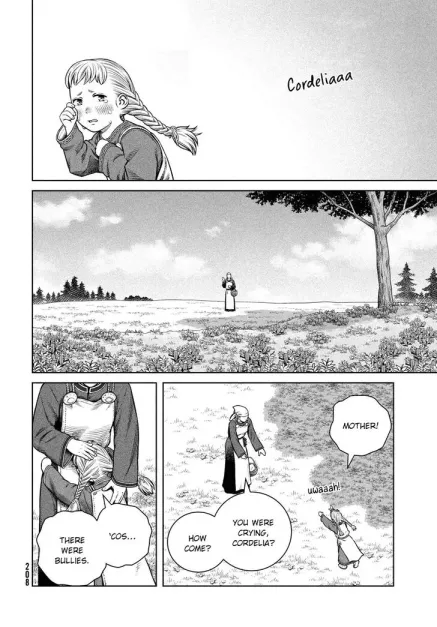 Cordeliaaa
MOTHER!
uwaaah!
YOU WERE
CRYING,
CORDELIA?
HOW
COME?
'COS...
THERE
WERE
BULLIES.
208